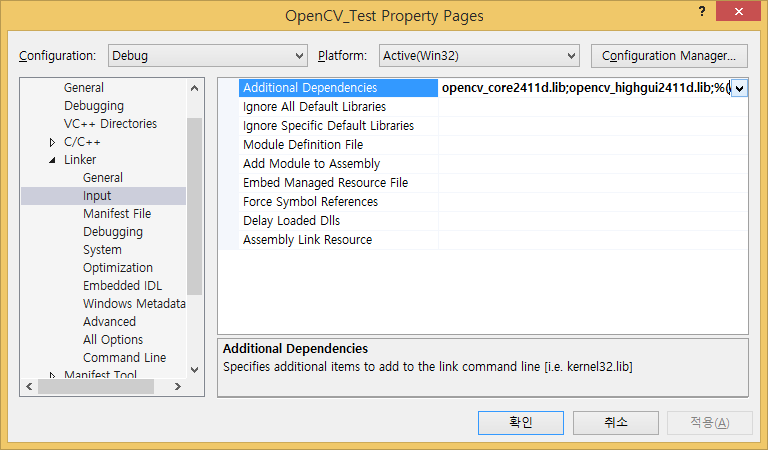 OpenCV_Test Property Pages
?
Configuration: Debug Platform: Active(Win32) Configuration Manager...
General
Debugging
VC++ Directories
C/C++
Linker
General
Input
Manifest File
Debugging
System
Optimization
Embedded IDL
Windows Metadata
Advanced
All Options
Command Line
Manifest Tool
Additional Dependencies opencv_core2411d.lib;opencv_highgui2411d.lib;%(
Ignore All Default Libraries
Ignore Specific Default Libraries
Module Definition File
Add Module to Assembly
Embed Managed Resource File
Force Symbol References
Delay Loaded Dlls
Assembly Link Resource
Additional Dependencies
Specifies additional items to add to the link command line [i.e. kernel32.lib]
확인 취소 적용(A)